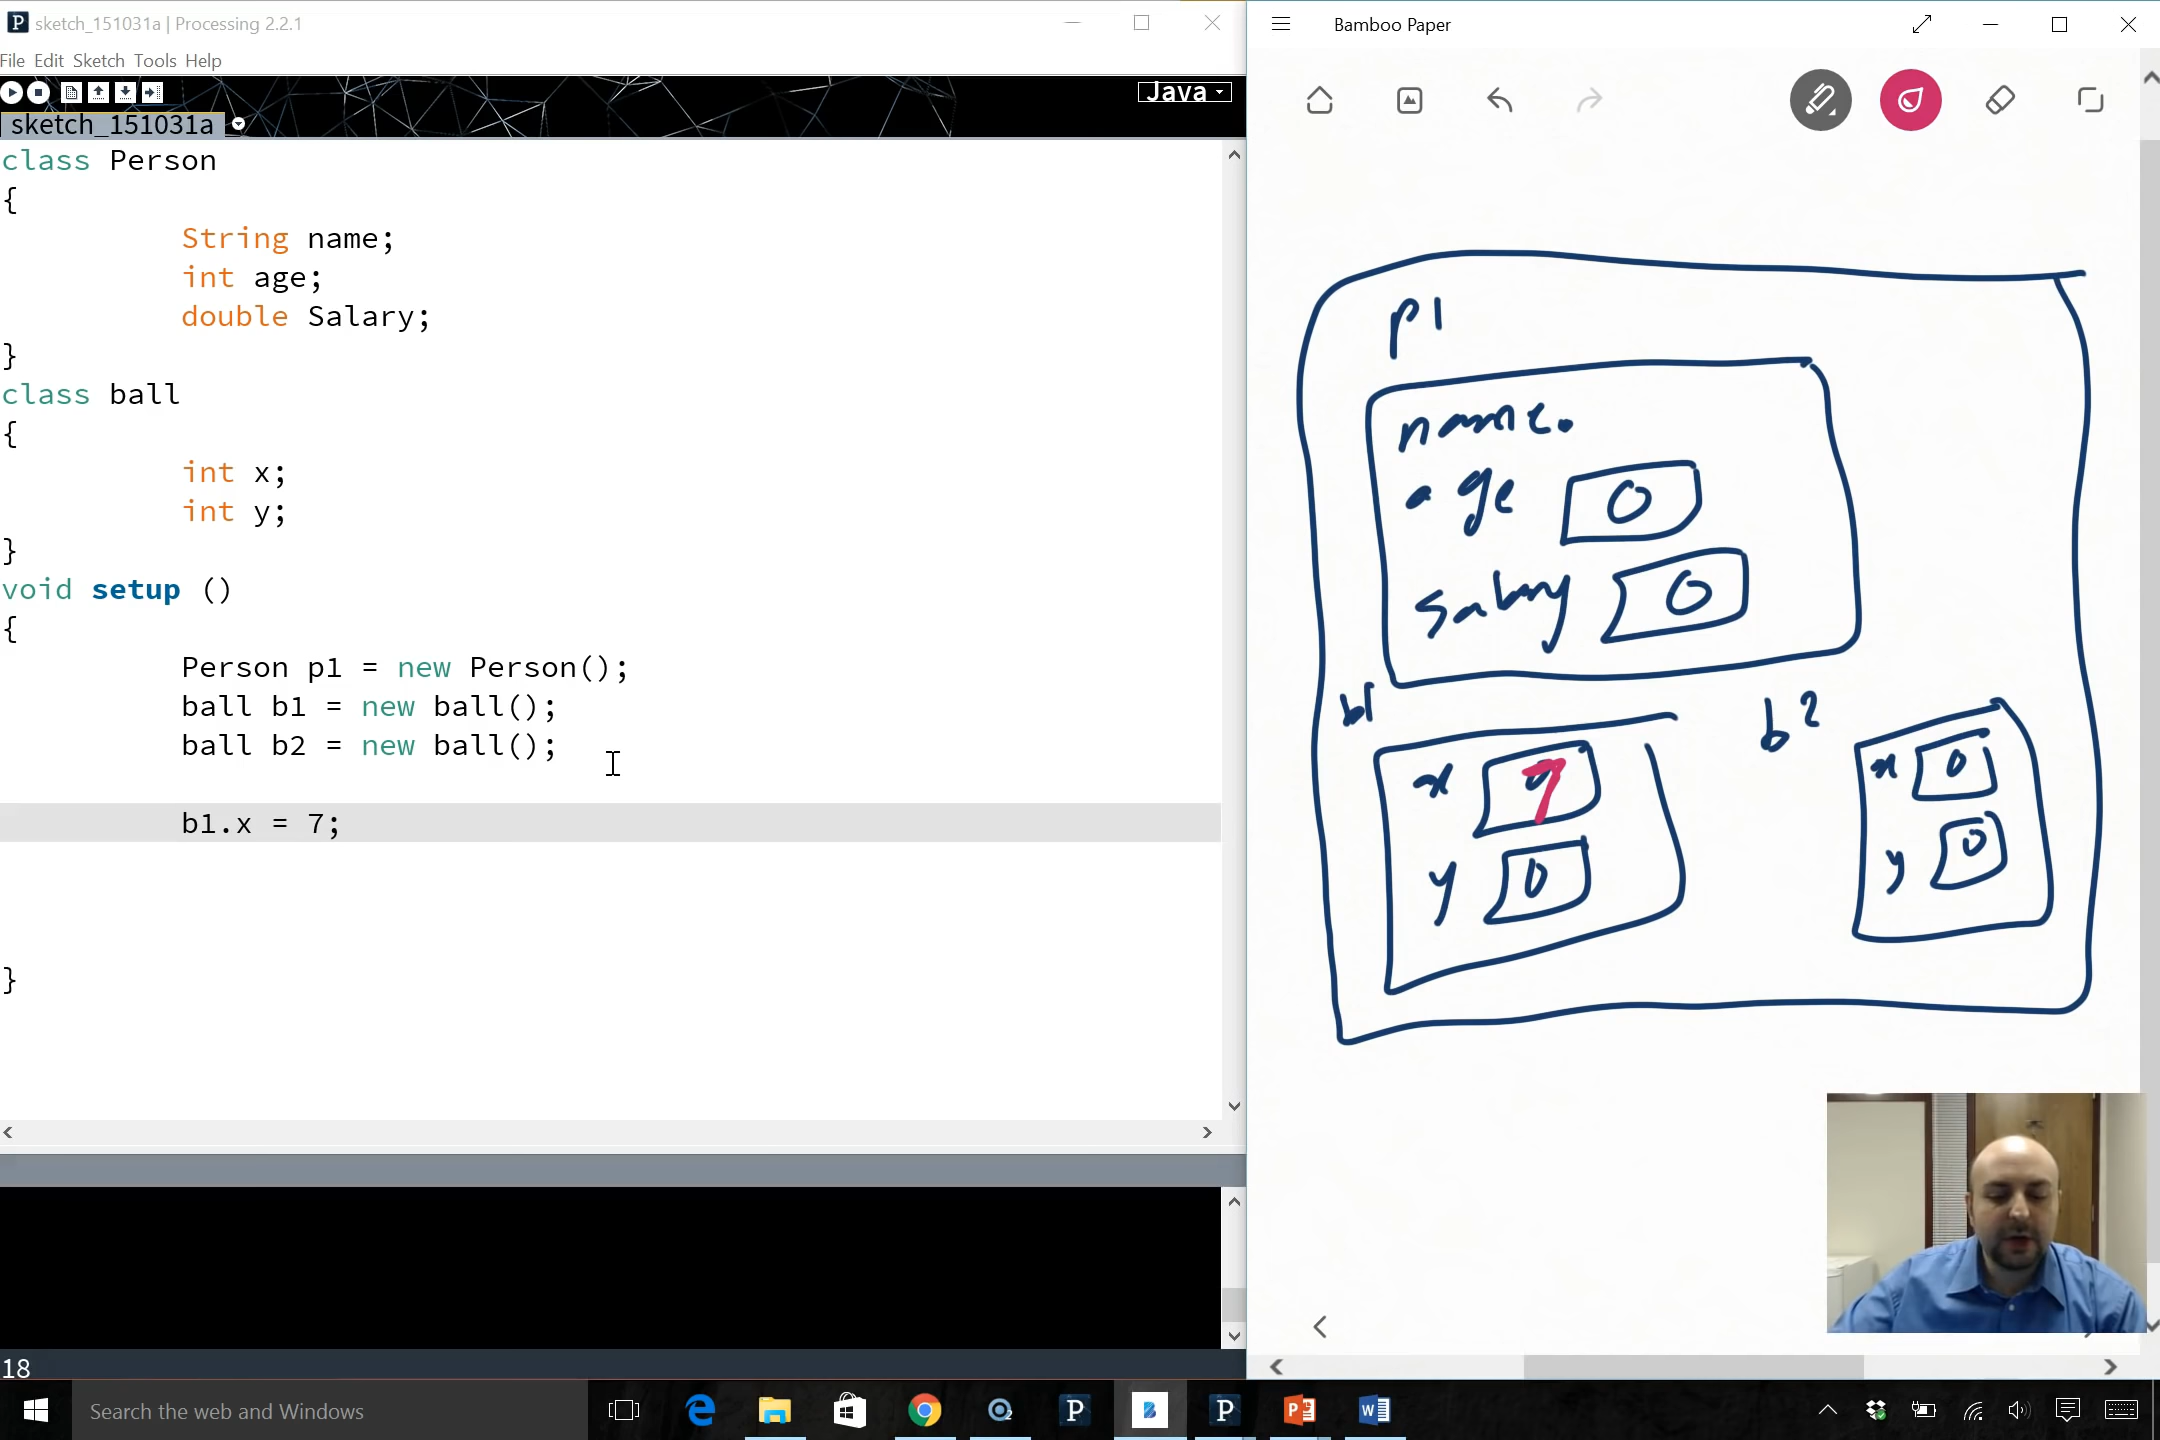 sketch_151031a | Processing 2.2.1
File Edit Sketch Tools Help
Java
sketch_151031a
class Person
{
String name;
int age;
double Salary;
}
class ball
{
int x;
int y;
}
void setup ()
{
Person p1 = new Person();
ball b1 = new ball();
ball b2 = new ball();
b1.x = 7;
}
18
Bamboo Paper
p1
name.
age 0
Salary 0
b1
x 7
y 0
b2
x 0
y 0
Search the web and Windows